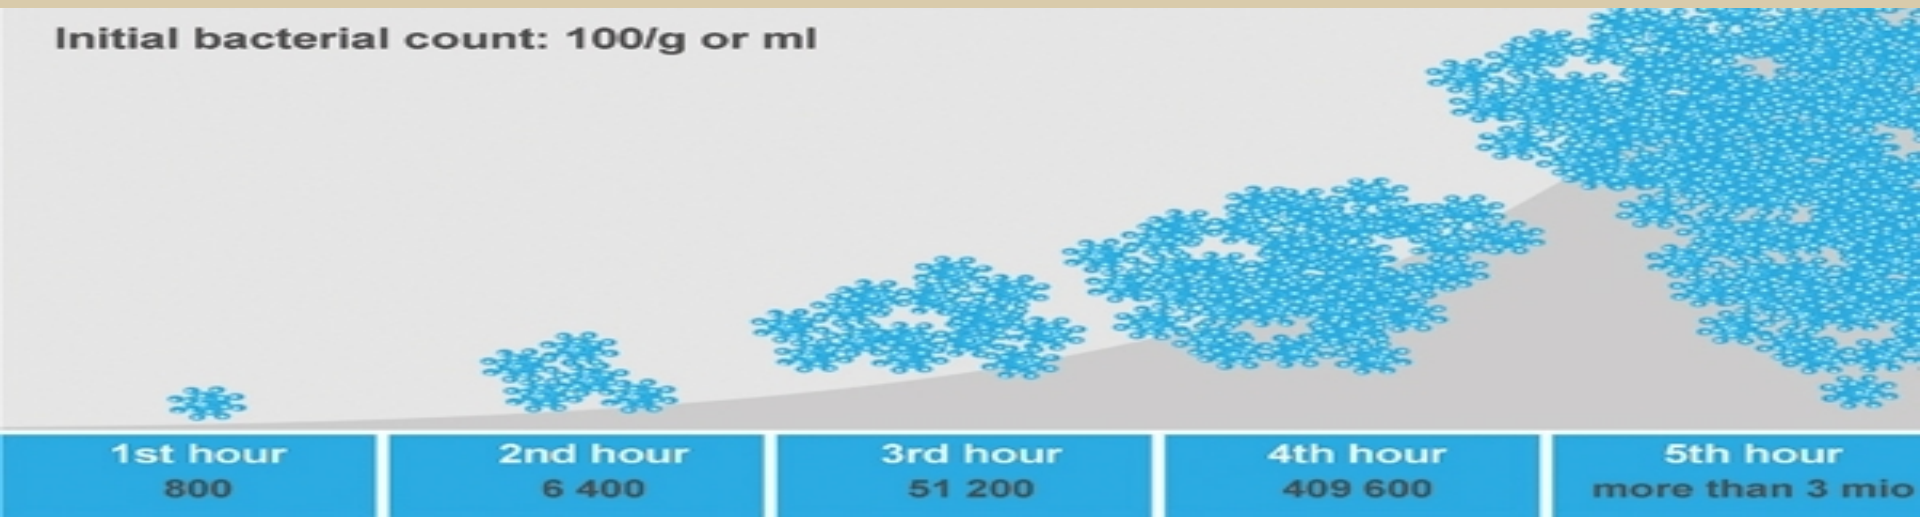 Initial bacterial count: 100/g or ml
1st hour
800
2nd hour
6 400
3rd hour
51 200
4th hour
409 600
5th hour
more than 3 mio